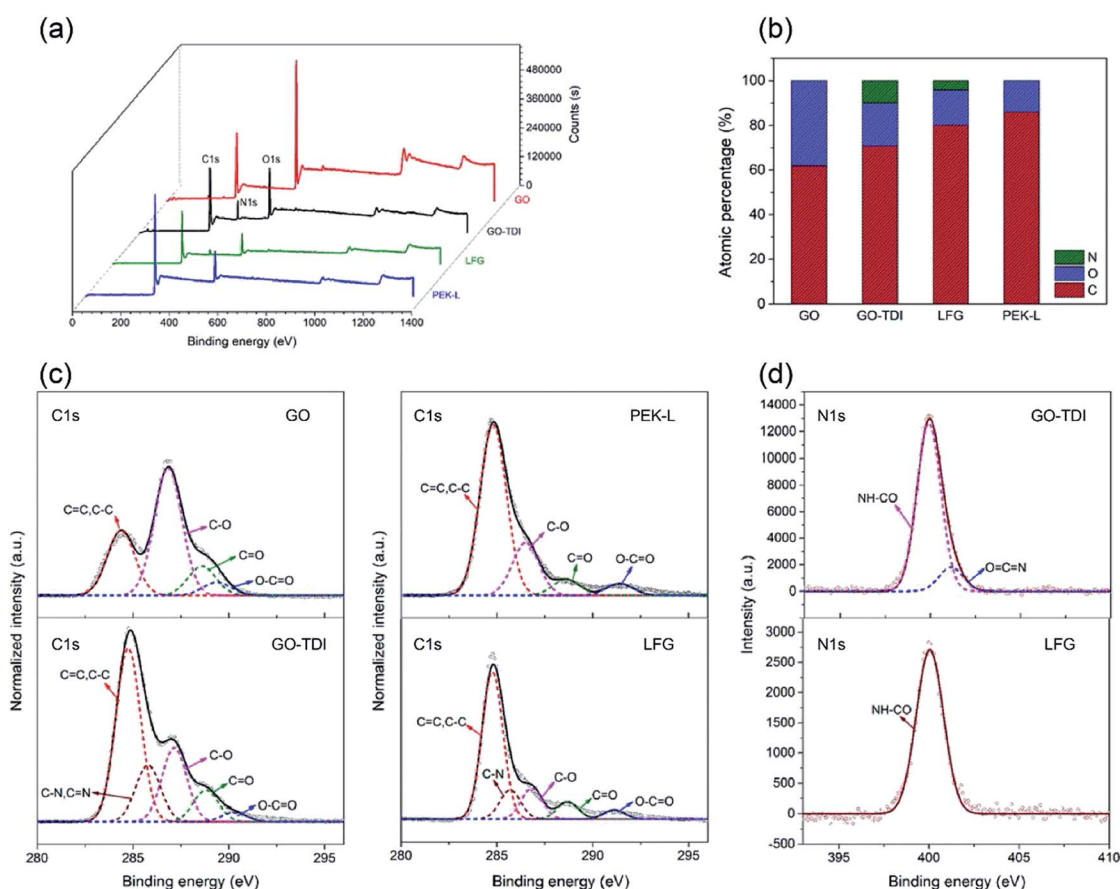 (a)
480000
360000
240000
120000
0
Counts (s)
C1s
O1s
N1s
GO
GO-TDI
LFG
PEK-L
0 200 400 600 800 1000 1200 1400
Binding energy (eV)
(b)
100
80
60
40
20
0
Atomic percentage (%)
N
O
C
GO GO-TDI LFG PEK-L
(c)
C1s GO
C=C,C-C
C-O
C=O
O-C=O
C1s PEK-L
C=C,C-C
C-O
C=O
O-C=O
C1s GO-TDI
C=C,C-C
C-O
C=O
C-N,C=N
O-C=O
C1s LFG
C=C,C-C
C-N
C-O
C=O
O-C=O
Normalized intensity (a.u.)
Normalized intensity (a.u.)
280 285 290 295
Binding energy (eV)
280 285 290 295
Binding energy (eV)
(d)
N1s GO-TDI
14000
12000
10000
8000
6000
4000
2000
0
NH-CO
O=C=N
N1s LFG
3000
2500
2000
1500
1000
500
0
-500
NH-CO
Intensity (a.u.)
395 400 405 410
Binding energy (eV)